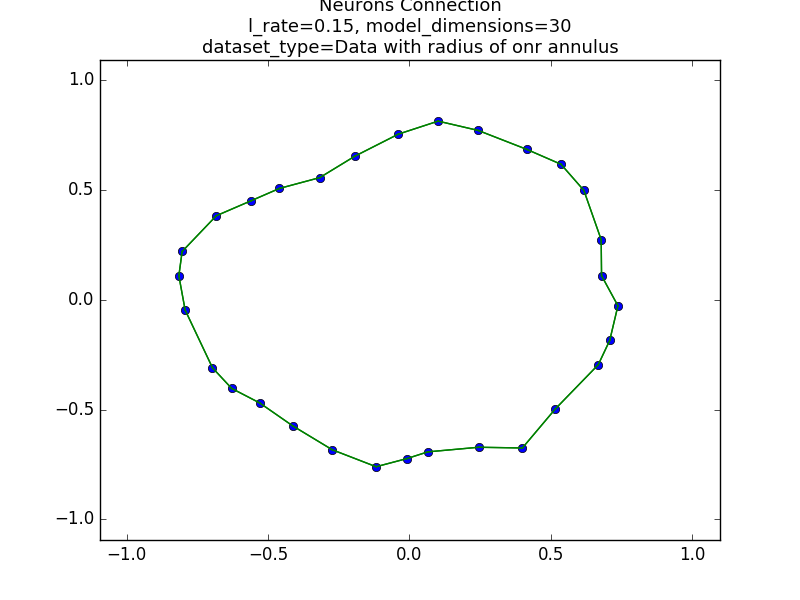 Neurons Connection
l_rate=0.15, model_dimensions=30
dataset_type=Data with radius of onr annulus
1.0
0.5
0.0
−0.5
−1.0
−1.0 −0.5 0.0 0.5 1.0